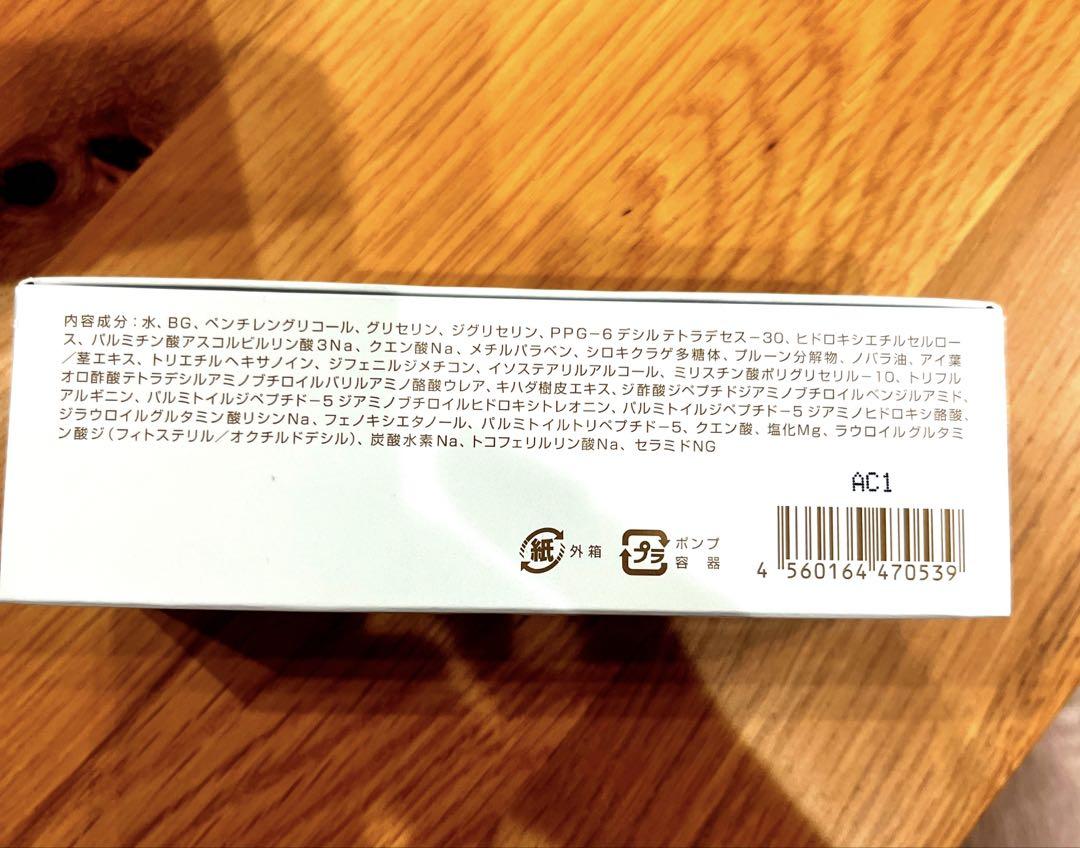 内容成分：水、BG、ペンチレングリコール、グリセリン、ジグリセリン、PPG−6デシルテトラデセス−30、ヒドロキシエチルセルロー
ス、パルミチン酸アスコルビルリン酸3Na、クエン酸Na、メチルパラベン、シロキクラゲ多糖体、プルーン分解物、ノバラ油、アイ葉
／茎エキス、トリエチルヘキサノイン、ジフェニルジメチコン、イソステアリルアルコール、ミリスチン酸ポリグリセリル−10、トリフル
オロ酢酸テトラデシルアミノブチロイルバリルアミノ酪酸ウレア、キハダ樹皮エキス、ジ酢酸ジペプチドジアミノブチロイルベンジルアミド、
アルギニン、パルミトイルジペプチド−5ジアミノブチロイルヒドロキシトレオニン、パルミトイルジペプチド−5ジアミノヒドロキシ酪酸、
ジラウロイルグルタミン酸リシンNa、フェノキシエタノール、パルミトイルトリペプチド−5、クエン酸、塩化Mg、ラウロイルグルタミ
ン酸ジ（フィトステリル／オクチルドデシル）、炭酸水素Na、トコフェリルリン酸Na、セラミドNG
AC1
紙 外箱
プラ ポンプ
容器
4 560164 470539